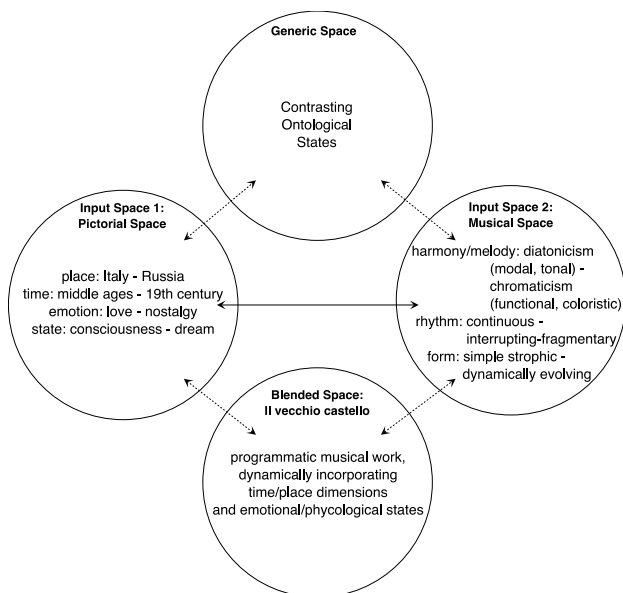 Generic Space
Contrasting
Ontological
States
Input Space 1:
Pictorial Space
place: Italy - Russia
time: middle ages - 19th century
emotion: love - nostalgy
state: consciousness - dream
Input Space 2:
Musical Space
harmony/melody: diatonicism
(modal, tonal) -
chromaticism
(functional, coloristic)
rhythm: continuous -
interrupting-fragmentary
form: simple strophic -
dynamically evolving
Blended Space:
Il vecchio castello
programmatic musical work,
dynamically incorporating
time/place dimensions
and emotional/phycological states